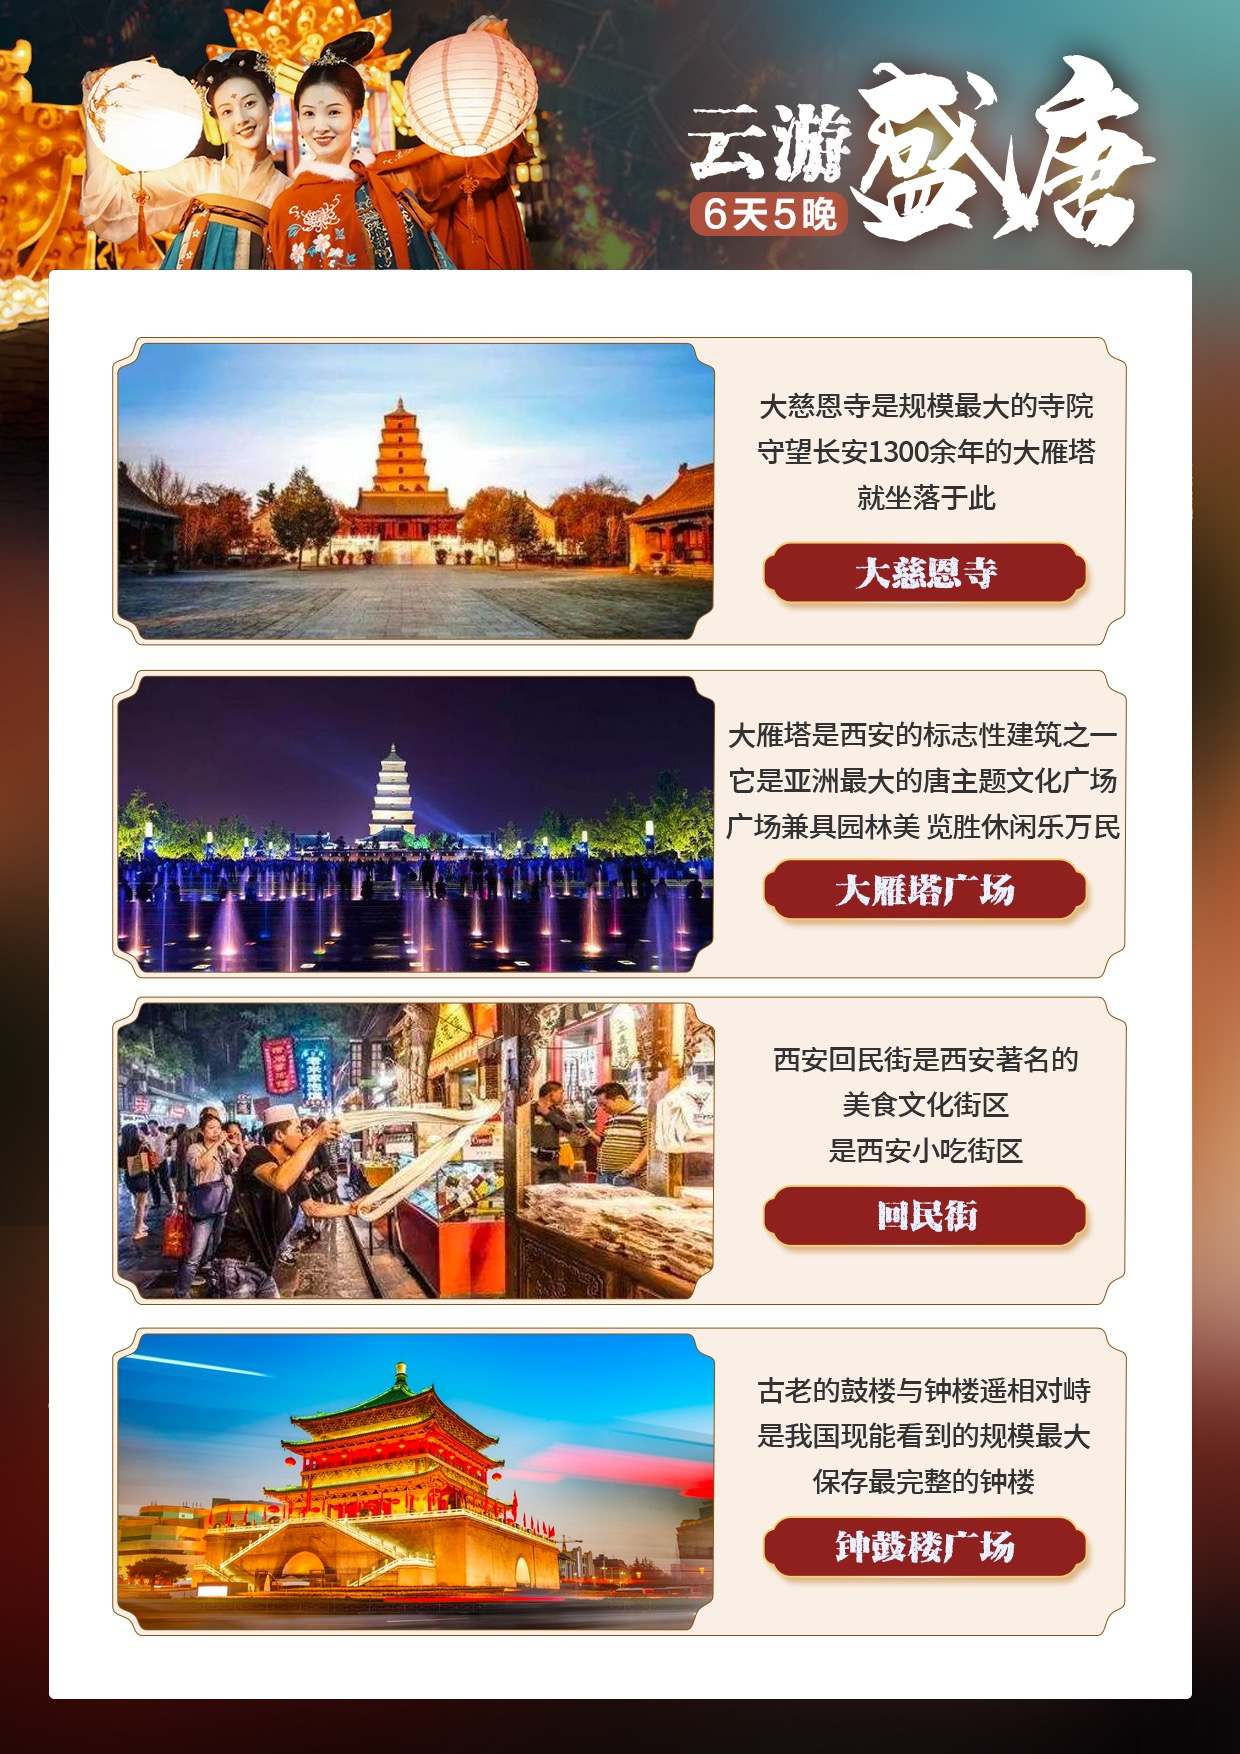 云游盛唐
6天5晚
大慈恩寺是规模最大的寺院
守望长安1300余年的大雁塔
就坐落于此
大慈恩寺
大雁塔是西安的标志性建筑之一
它是亚洲最大的唐主题文化广场
广场兼具园林美 览胜休闲乐万民
大雁塔广场
西安回民街是西安著名的
美食文化街区
是西安小吃街区
回民街
古老的鼓楼与钟楼遥相对峙
是我国现能看到的规模最大
保存最完整的钟楼
钟鼓楼广场